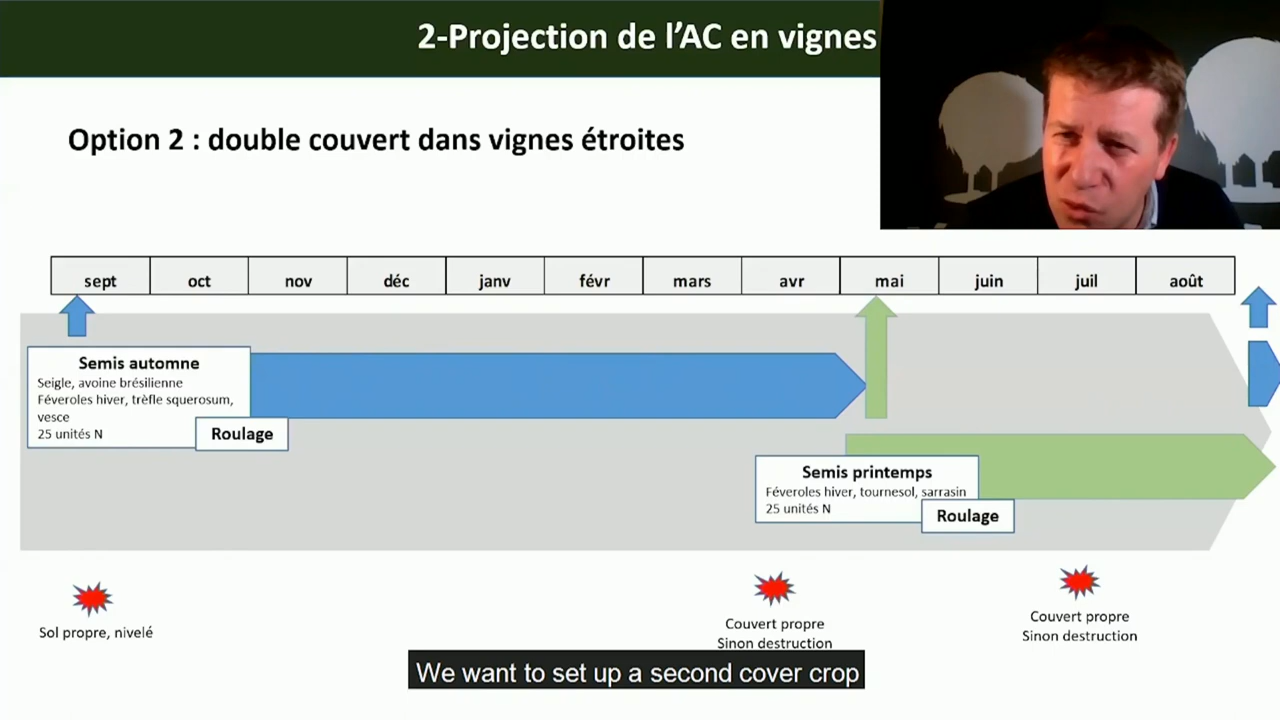 2-Projection de l’AC en vignes
Option 2 : double couvert dans vignes étroites
sept oct nov déc janv févr mars avr mai juin juil août
Semis automne
Seigle, avoine brésilienne
Féveroles hiver, trèfle squerosum,
vesce
25 unités N
Roulage
Semis printemps
Féveroles hiver, tournesol, sarrasin
25 unités N
Roulage
Sol propre, nivelé
Couvert propre
Sinon destruction
Couvert propre
Sinon destruction
We want to set up a second cover crop